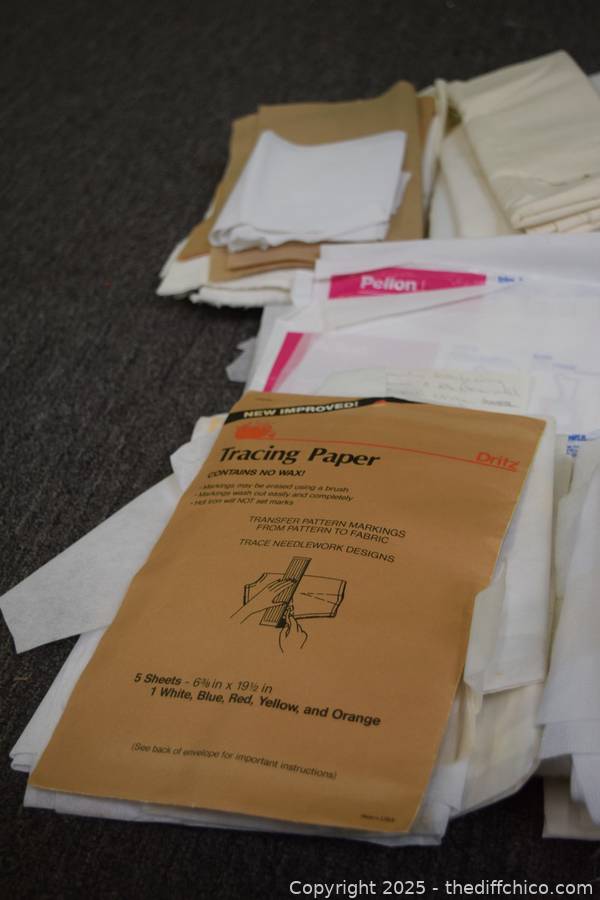 Pellon
NEW IMPROVED!
Tracing Paper
Dritz
CONTAINS NO WAX!
- Markings may be erased using a brush
- Markings wash out easily and completely
- Hot iron will NOT set marks
TRANSFER PATTERN MARKINGS
FROM PATTERN TO FABRIC
TRACE NEEDLEWORK DESIGNS
5 Sheets - 6⅝ in x 19½ in
1 White, Blue, Red, Yellow, and Orange
(See back of envelope for important instructions)
Copyright 2025 - thediffchico.com